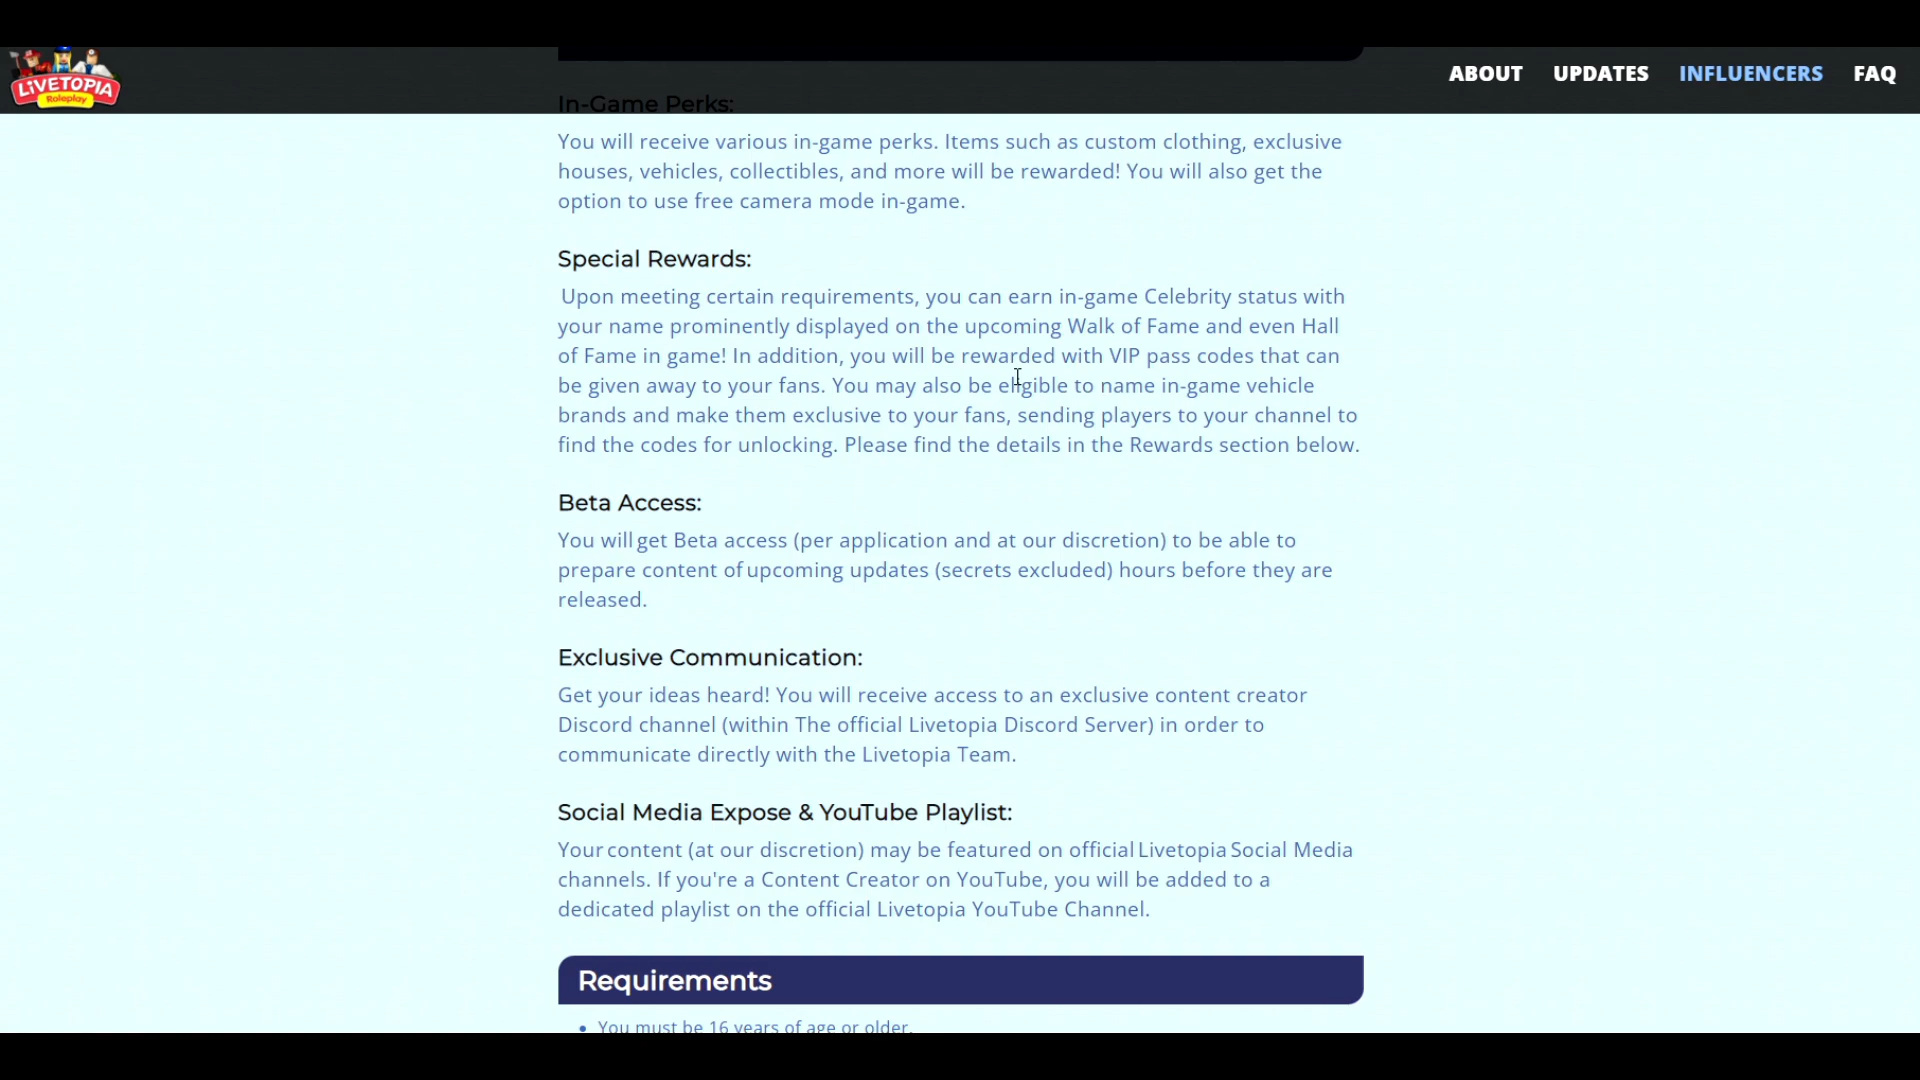 LIVETOPIA
Roleplay
ABOUT
UPDATES
INFLUENCERS
FAQ
In-Game Perks:
You will receive various in-game perks. Items such as custom clothing, exclusive
houses, vehicles, collectibles, and more will be rewarded! You will also get the
option to use free camera mode in-game.
Special Rewards:
Upon meeting certain requirements, you can earn in-game Celebrity status with
your name prominently displayed on the upcoming Walk of Fame and even Hall
of Fame in game! In addition, you will be rewarded with VIP pass codes that can
be given away to your fans. You may also be eligible to name in-game vehicle
brands and make them exclusive to your fans, sending players to your channel to
find the codes for unlocking. Please find the details in the Rewards section below.
Beta Access:
You will get Beta access (per application and at our discretion) to be able to
prepare content of upcoming updates (secrets excluded) hours before they are
released.
Exclusive Communication:
Get your ideas heard! You will receive access to an exclusive content creator
Discord channel (within The official Livetopia Discord Server) in order to
communicate directly with the Livetopia Team.
Social Media Expose & YouTube Playlist:
Your content (at our discretion) may be featured on official Livetopia Social Media
channels. If you're a Content Creator on YouTube, you will be added to a
dedicated playlist on the official Livetopia YouTube Channel.
Requirements
• You must be 16 years of age or older.